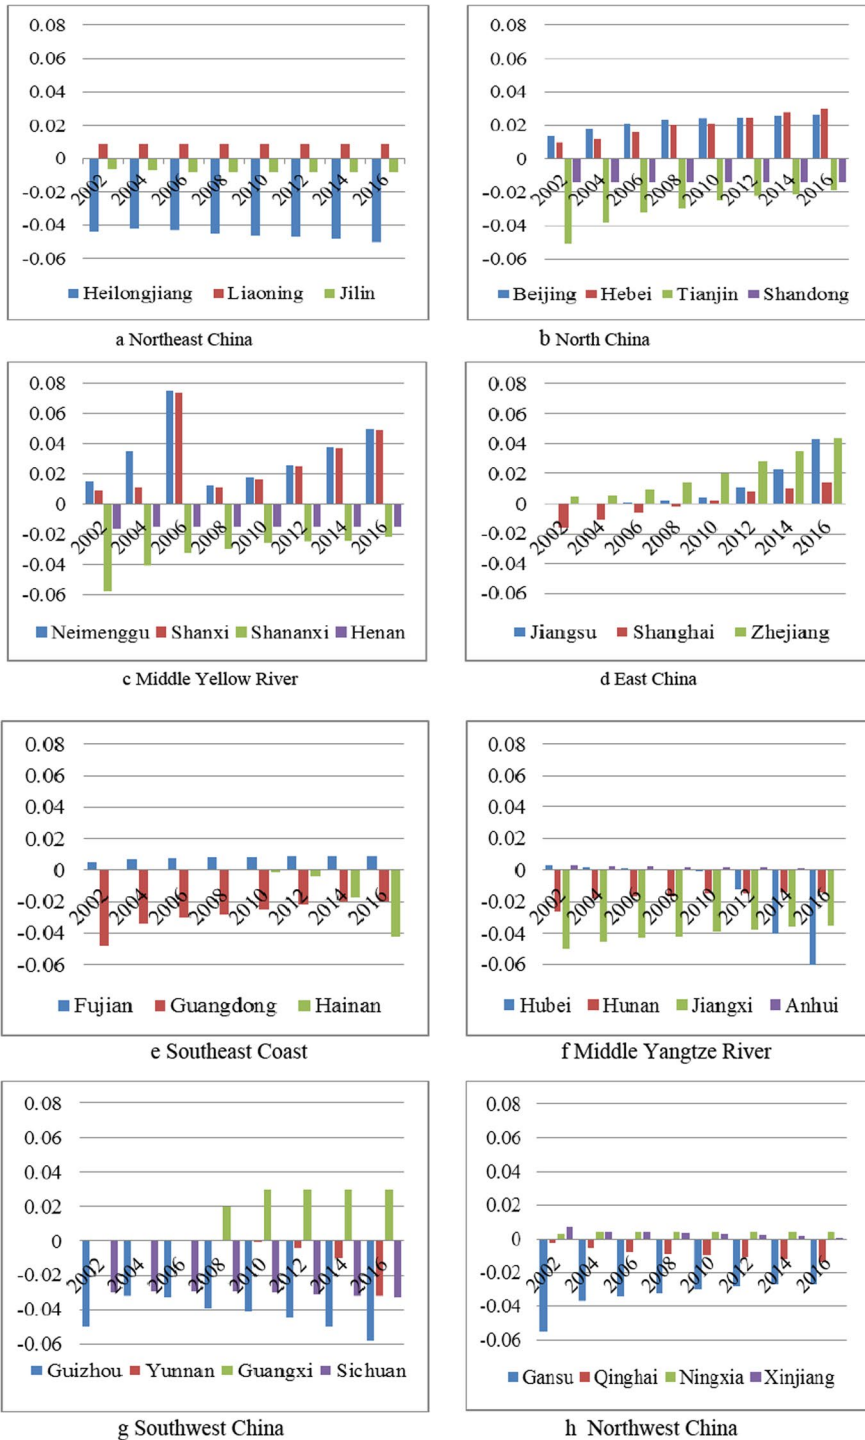 0.08
0.06
0.04
0.02
0
-0.02
-0.04
-0.06
2002 2004 2006 2008 2010 2012 2014 2016
Heilongjiang Liaoning Jilin
a Northeast China
0.08
0.06
0.04
0.02
0
-0.02
-0.04
-0.06
2002 2004 2006 2008 2010 2012 2014 2016
Beijing Hebei Tianjin Shandong
b North China
0.08
0.06
0.04
0.02
0
-0.02
-0.04
-0.06
2002 2004 2006 2008 2010 2012 2014 2016
Neimenggu Shanxi Shananxi Henan
c Middle Yellow River
0.08
0.06
0.04
0.02
0
-0.02
-0.04
-0.06
2002 2004 2006 2008 2010 2012 2014 2016
Jiangsu Shanghai Zhejiang
d East China
0.08
0.06
0.04
0.02
0
-0.02
-0.04
-0.06
2002 2004 2006 2008 2010 2012 2014 2016
Fujian Guangdong Hainan
e Southeast Coast
0.08
0.06
0.04
0.02
0
-0.02
-0.04
-0.06
2002 2004 2006 2008 2010 2012 2014 2016
Hubei Hunan Jiangxi Anhui
f Middle Yangtze River
0.08
0.06
0.04
0.02
0
-0.02
-0.04
-0.06
2002 2004 2006 2008 2010 2012 2014 2016
Guizhou Yunnan Guangxi Sichuan
g Southwest China
0.08
0.06
0.04
0.02
0
-0.02
-0.04
-0.06
2002 2004 2006 2008 2010 2012 2014 2016
Gansu Qinghai Ningxia Xinjiang
h Northwest China